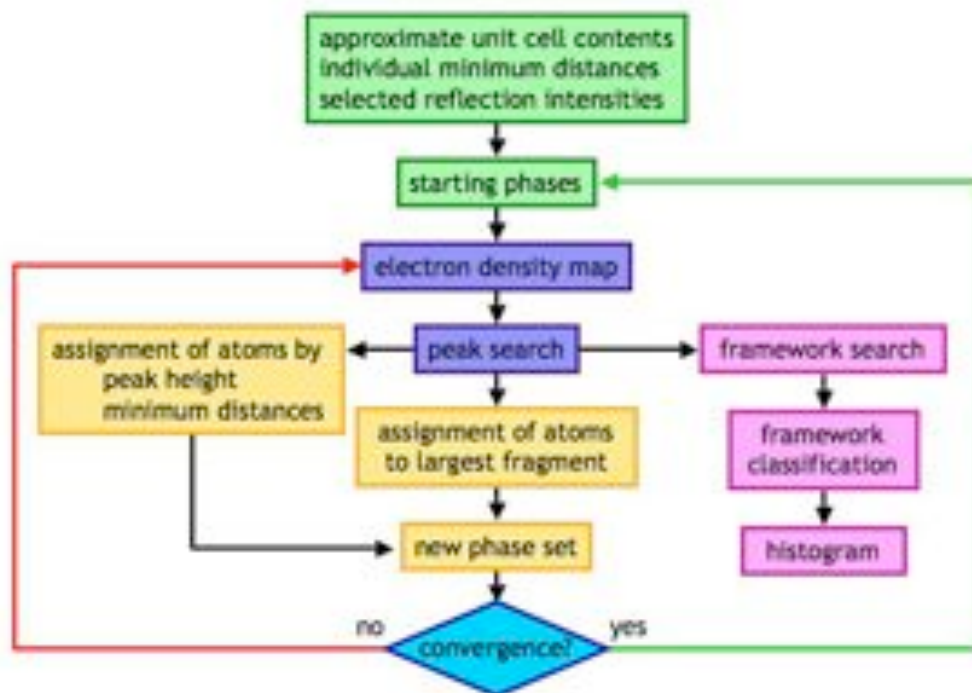 approximate unit cell contents
individual minimum distances
selected reflection intensities
starting phases
electron density map
assignment of atoms by
peak height
minimum distances
peak search
framework search
assignment of atoms
to largest fragment
framework
classification
new phase set
histogram
no
convergence?
yes